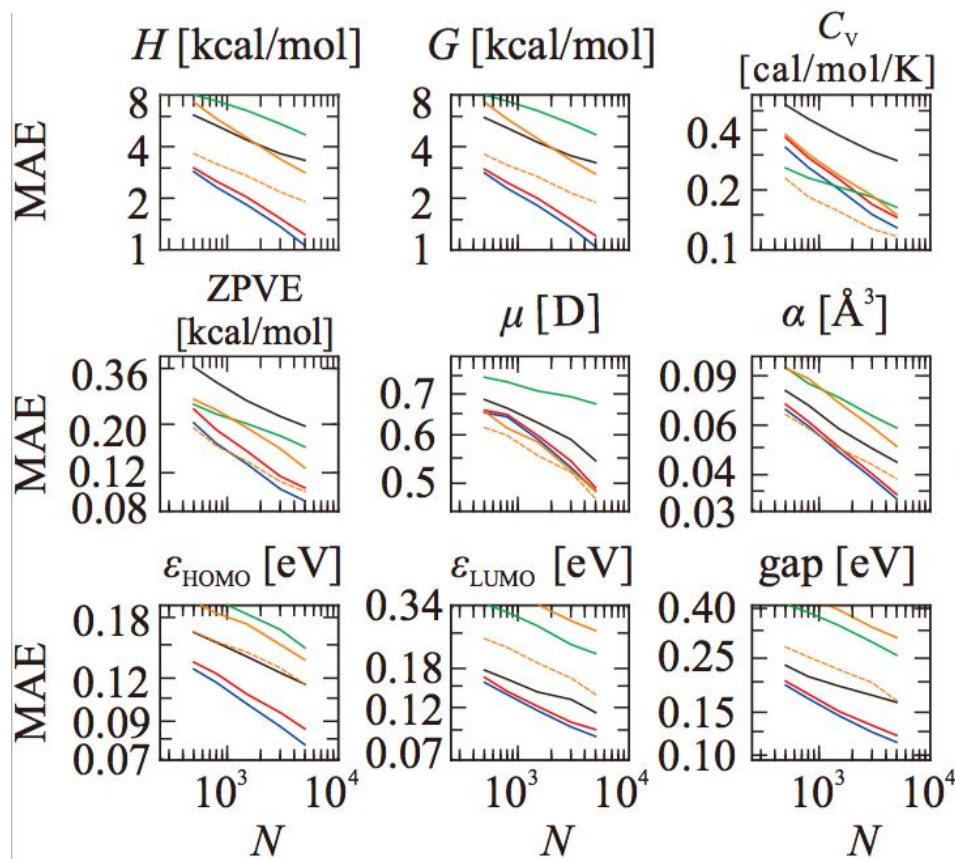 H [kcal/mol] G [kcal/mol] C_v [cal/mol/K]
MAE
8 4 2 1
8 4 2 1
0.4 0.2 0.1
ZPVE [kcal/mol] μ [D] α [Å³]
MAE
0.36 0.20 0.12 0.08
0.7 0.6 0.5
0.09 0.06 0.04 0.03
ε_HOMO [eV] ε_LUMO [eV] gap [eV]
MAE
0.18 0.12 0.09 0.07
0.34 0.18 0.12 0.07
0.40 0.25 0.15 0.10
10³ 10⁴ 10³ 10⁴ 10³ 10⁴
N N N